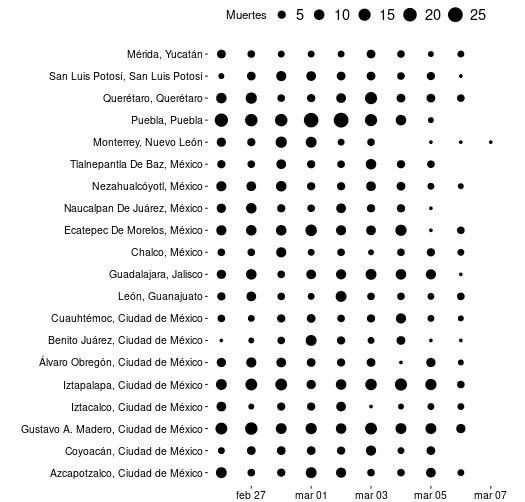 Muertes 5 10 15 20 25
Mérida, Yucatán
San Luis Potosí, San Luis Potosí
Querétaro, Querétaro
Puebla, Puebla
Monterrey, Nuevo León
Tlalnepantla De Baz, México
Nezahualcóyotl, México
Naucalpan De Juárez, México
Ecatepec De Morelos, México
Chalco, México
Guadalajara, Jalisco
León, Guanajuato
Cuauhtémoc, Ciudad de México
Benito Juárez, Ciudad de México
Álvaro Obregón, Ciudad de México
Iztapalapa, Ciudad de México
Iztacalco, Ciudad de México
Gustavo A. Madero, Ciudad de México
Coyoacán, Ciudad de México
Azcapotzalco, Ciudad de México
feb 27 mar 01 mar 03 mar 05 mar 07